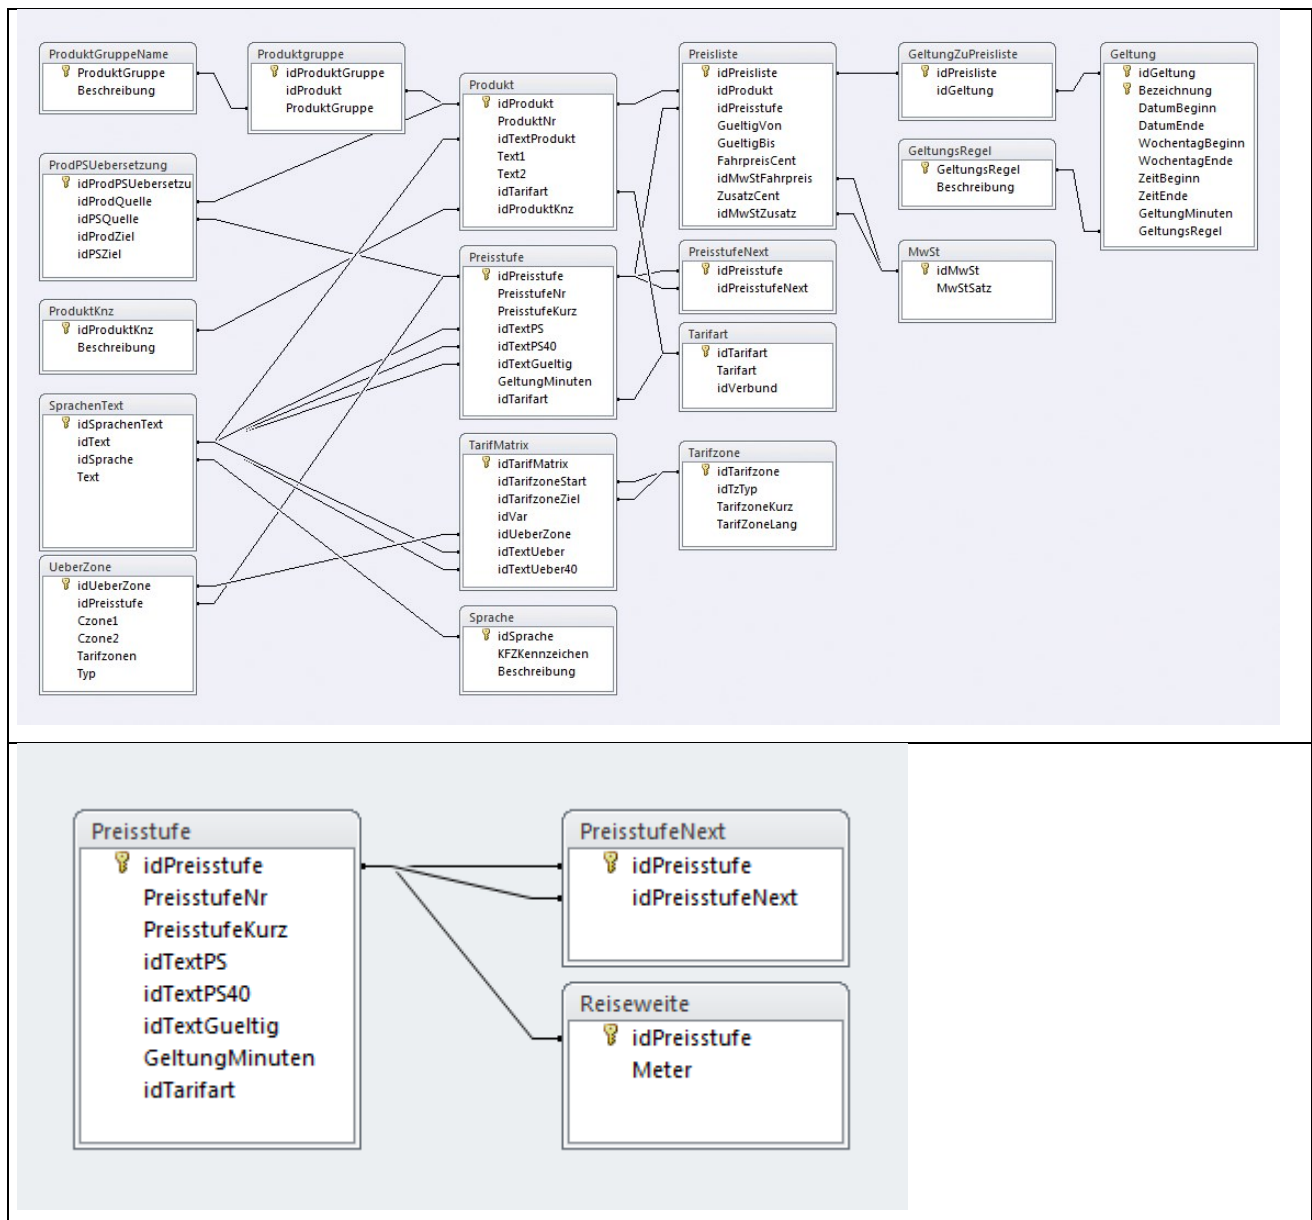 ProduktGruppeName
ProduktGruppe
Beschreibung
Produktgruppe
idProduktGruppe
idProdukt
ProduktGruppe
Produkt
idProdukt
ProduktNr
idTextProdukt
Text1
Text2
idTarifart
idProduktKnz
Preisliste
idPreisliste
idProdukt
idPreisstufe
GueltigVon
GueltigBis
FahrpreisCent
idMwStFahrpreis
ZusatzCent
idMwStZusatz
GeltungZuPreisliste
idPreisliste
idGeltung
Geltung
idGeltung
Bezeichnung
DatumBeginn
DatumEnde
WochentagBeginn
WochentagEnde
ZeitBeginn
ZeitEnde
GeltungMinuten
GeltungsRegel
ProdPSUebersetzung
idProdPSUebersetzu
idProdQuelle
idPSQuelle
idProdZiel
idPSZiel
GeltungsRegel
GeltungsRegel
Beschreibung
Preisstufe
idPreisstufe
PreisstufeNr
PreisstufeKurz
idTextPS
idTextPS40
idTextGueltig
GeltungMinuten
idTarifart
PreisstufeNext
idPreisstufe
idPreisstufeNext
MwSt
idMwSt
MwStSatz
ProduktKnz
idProduktKnz
Beschreibung
Tarifart
idTarifart
Tarifart
idVerbund
SprachenText
idSprachenText
idText
idSprache
Text
TarifMatrix
idTarifMatrix
idTarifzoneStart
idTarifzoneZiel
idVar
idUeberZone
idTextUeber
idTextUeber40
Tarifzone
idTarifzone
idTzTyp
TarifzoneKurz
TarifZoneLang
UeberZone
idUeberZone
idPreisstufe
Czone1
Czone2
Tarifzonen
Typ
Sprache
idSprache
KFZKennzeichen
Beschreibung
Preisstufe
idPreisstufe
PreisstufeNr
PreisstufeKurz
idTextPS
idTextPS40
idTextGueltig
GeltungMinuten
idTarifart
PreisstufeNext
idPreisstufe
idPreisstufeNext
Reiseweite
idPreisstufe
Meter